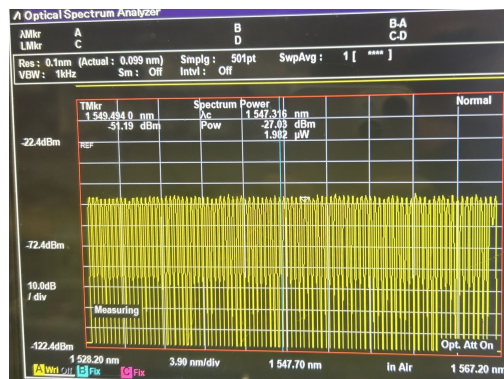 Λ Optical Spectrum Analyzer
λMkr A B B-A
LMkr C D C-D
Res : 0.1nm (Actual : 0.099 nm) Smplg : 501pt SwpAvg : 1 [ **** ]
VBW : 1kHz Sm : Off Intvl : Off
TMkr Spectrum Power Normal
1 549.494 0 nm λc 1 547.316 nm
-51.19 dBm Pow -27.03 dBm
1.982 µW
-22.4dBm
REF
-72.4dBm
10.0dB
/ div
Measuring
-122.4dBm
Opt. Att On
1 528.20 nm 3.90 nm/div 1 547.70 nm in Air 1 567.20 nm
A Wri Off B Fix C Fix